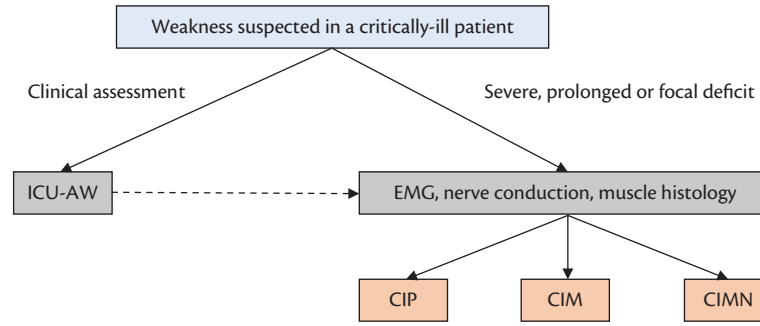 Weakness suspected in a critically-ill patient
Clinical assessment
Severe, prolonged or focal deficit
ICU-AW
EMG, nerve conduction, muscle histology
CIP
CIM
CIMN